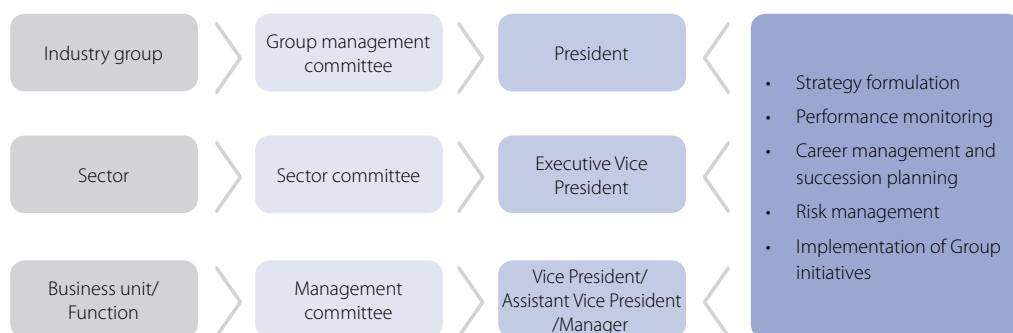 Industry group
Group management
committee
President
Sector
Sector committee
Executive Vice
President
Business unit/
Function
Management
committee
Vice President/
Assistant Vice President
/Manager
• Strategy formulation
• Performance monitoring
• Career management and
succession planning
• Risk management
• Implementation of Group
initiatives